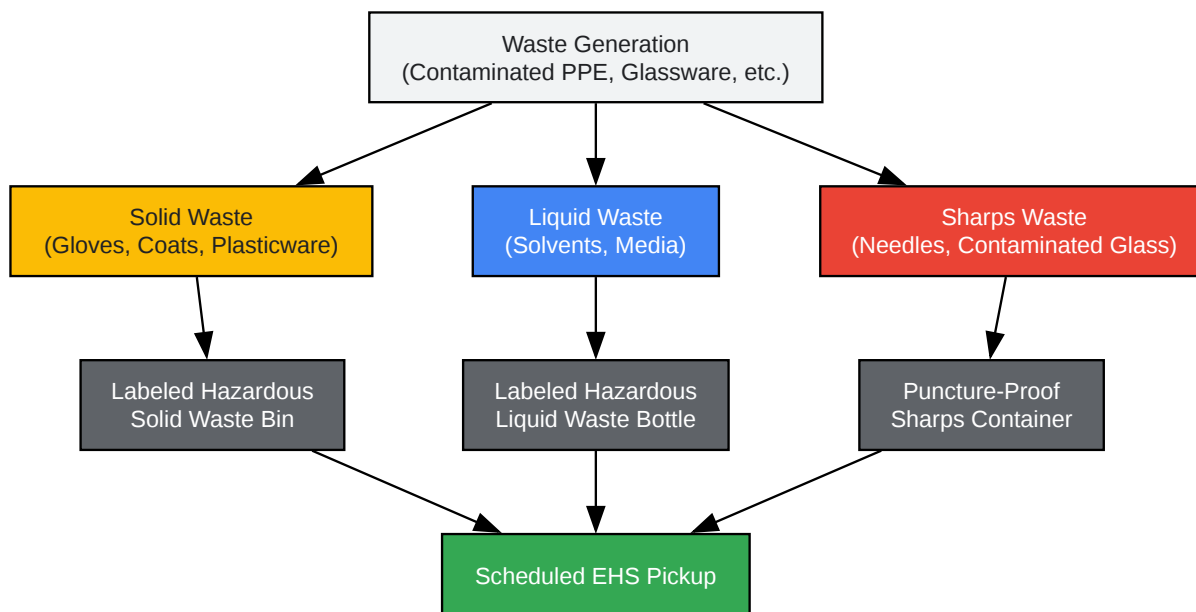 Waste Generation
(Contaminated PPE, Glassware, etc.)
Solid Waste
(Gloves, Coats, Plasticware)
Liquid Waste
(Solvents, Media)
Sharps Waste
(Needles, Contaminated Glass)
Labeled Hazardous
Solid Waste Bin
Labeled Hazardous
Liquid Waste Bottle
Puncture-Proof
Sharps Container
Scheduled EHS Pickup